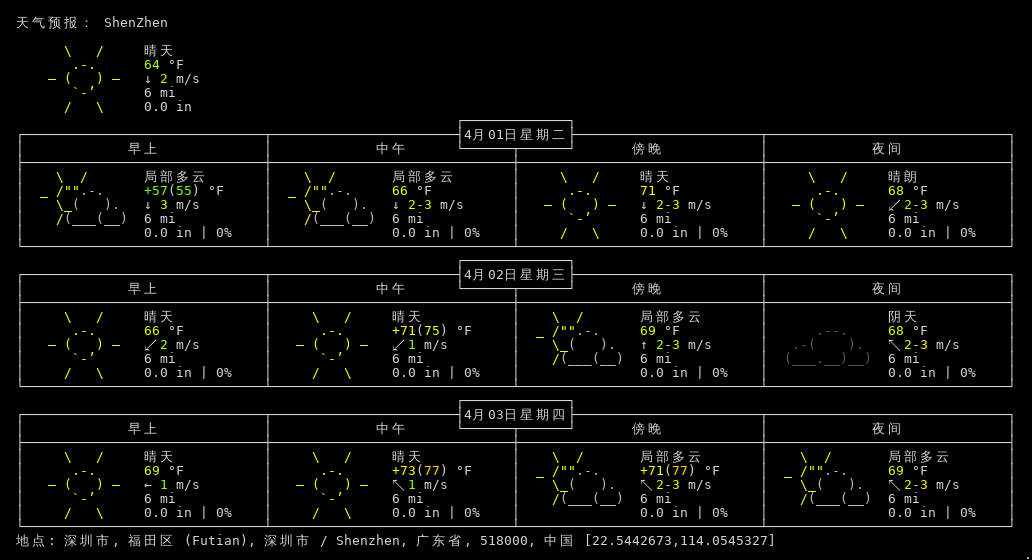 天气预报： ShenZhen
晴天
64 °F
↓ 2 m/s
6 mi
0.0 in
4月01日星期二
早上 中午 傍晚 夜间
局部多云 局部多云 晴天 晴朗
+57(55) °F 66 °F 71 °F 68 °F
↓ 3 m/s ↓ 2-3 m/s ↓ 2-3 m/s ↙ 2-3 m/s
6 mi 6 mi 6 mi 6 mi
0.0 in | 0% 0.0 in | 0% 0.0 in | 0% 0.0 in | 0%
4月02日星期三
早上 中午 傍晚 夜间
晴天 晴天 局部多云 阴天
66 °F +71(75) °F 69 °F 68 °F
↙ 2 m/s ↙ 1 m/s ↑ 2-3 m/s ↖ 2-3 m/s
6 mi 6 mi 6 mi 6 mi
0.0 in | 0% 0.0 in | 0% 0.0 in | 0% 0.0 in | 0%
4月03日星期四
早上 中午 傍晚 夜间
晴天 晴天 局部多云 局部多云
69 °F +73(77) °F +71(77) °F 69 °F
← 1 m/s ↖ 1 m/s ↖ 2-3 m/s ↖ 2-3 m/s
6 mi 6 mi 6 mi 6 mi
0.0 in | 0% 0.0 in | 0% 0.0 in | 0% 0.0 in | 0%
地点: 深圳市, 福田区 (Futian), 深圳市 / Shenzhen, 广东省, 518000, 中国 [22.5442673,114.0545327]